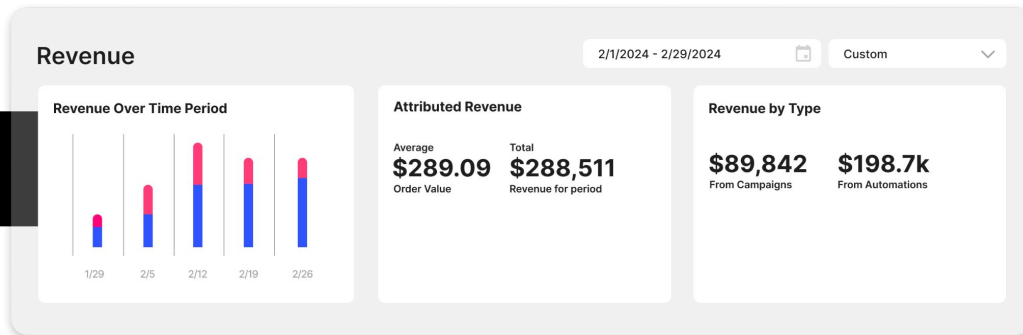 Revenue
2/1/2024 - 2/29/2024
Custom
Revenue Over Time Period
1/29
2/5
2/12
2/19
2/26
Attributed Revenue
Average
$289.09
Order Value
Total
$288,511
Revenue for period
Revenue by Type
$89,842
From Campaigns
$198.7k
From Automations